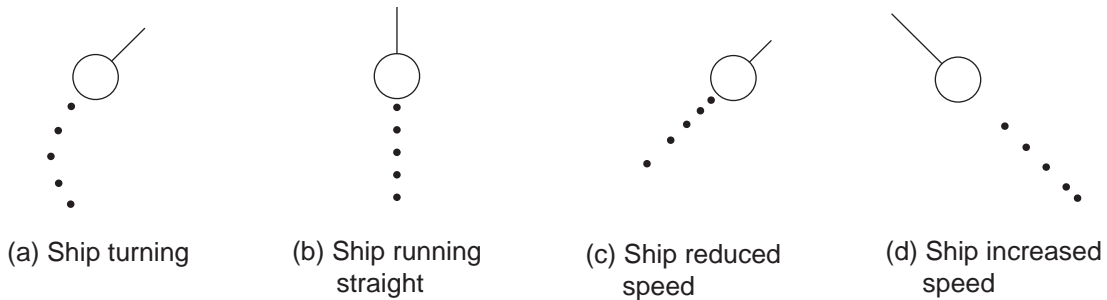 (a) Ship turning
(b) Ship running
straight
(c) Ship reduced
speed
(d) Ship increased
speed